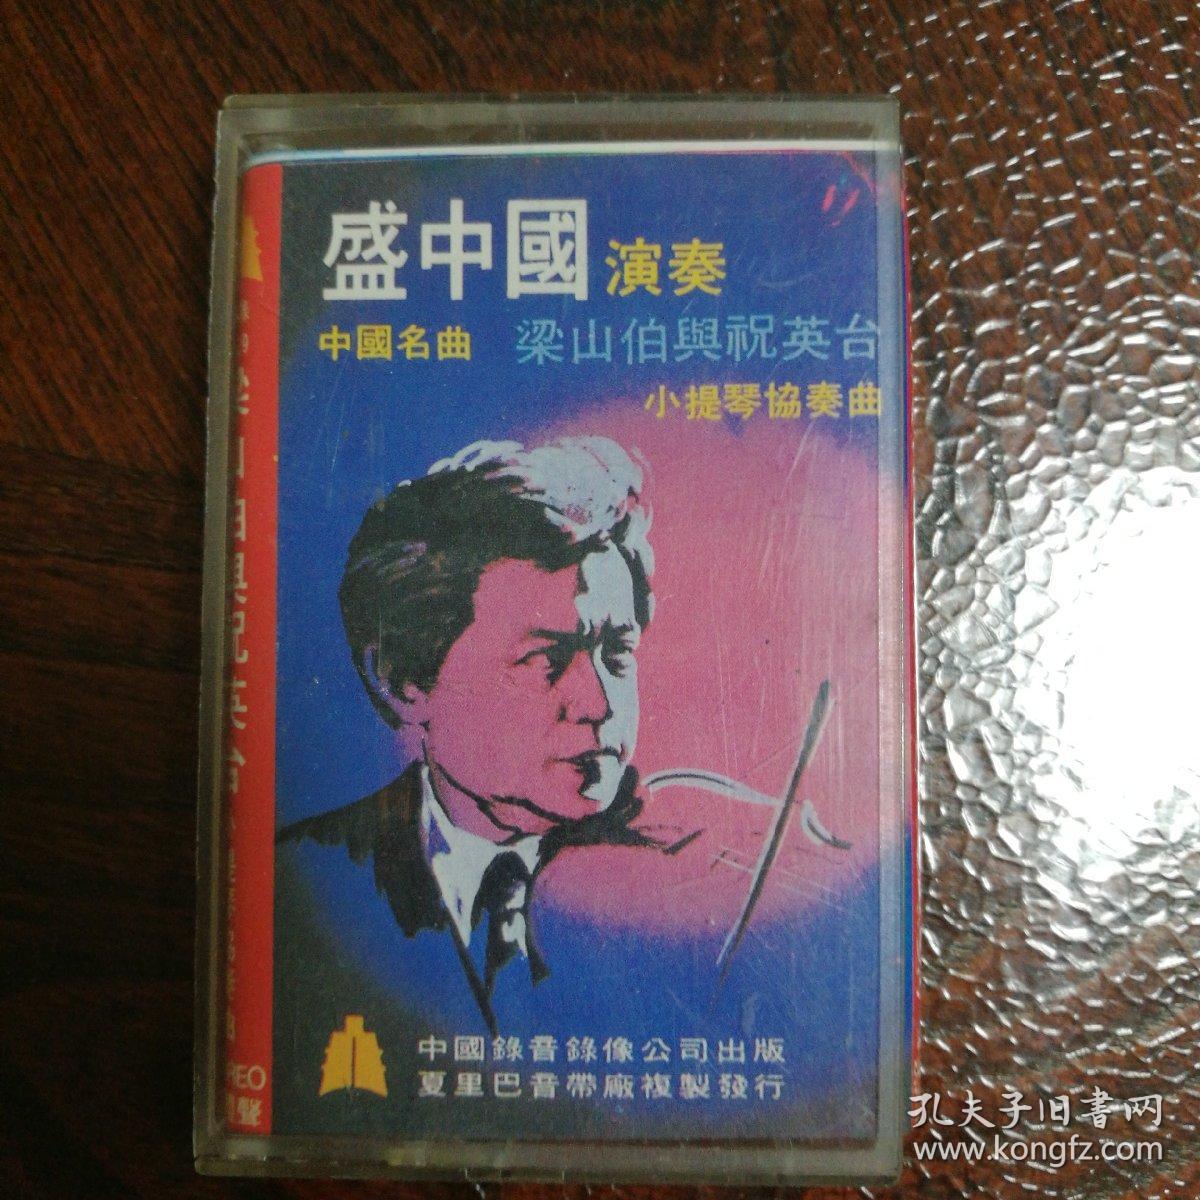 盛中國 演奏
中國名曲 梁山伯與祝英台
小提琴協奏曲
中國錄音錄像公司出版
夏里巴音帶廠複製發行
孔夫子旧书网
www.kongfz.com